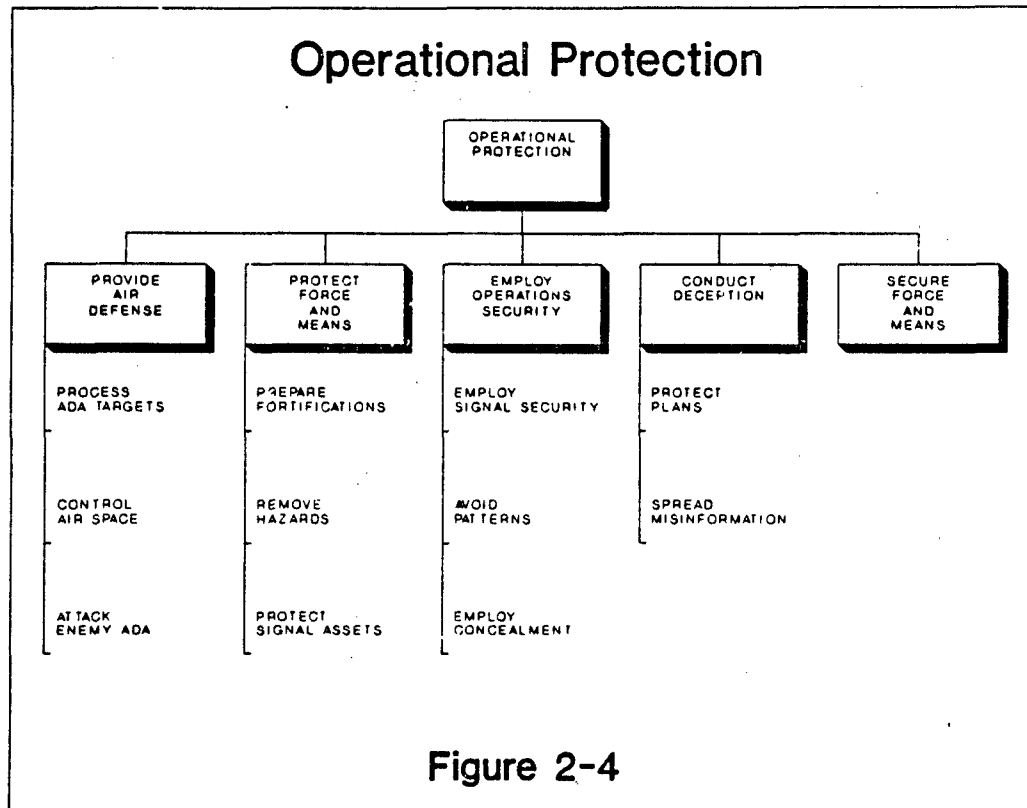 Operational Protection
OPERATIONAL
PROTECTION
PROVIDE
AIR
DEFENSE
PROTECT
FORCE
AND
MEANS
EMPLOY
OPERATIONS
SECURITY
CONDUCT
DECEPTION
SECURE
FORCE
AND
MEANS
PROCESS
ADA TARGETS
CONTROL
AIR SPACE
ATTACK
ENEMY ADA
PREPARE
FORTIFICATIONS
REMOVE
HAZARDS
PROTECT
SIGNAL ASSETS
EMPLOY
SIGNAL SECURITY
AVOID
PATTERNS
EMPLOY
CONCEALMENT
PROTECT
PLANS
SPREAD
MISINFORMATION
Figure 2-4